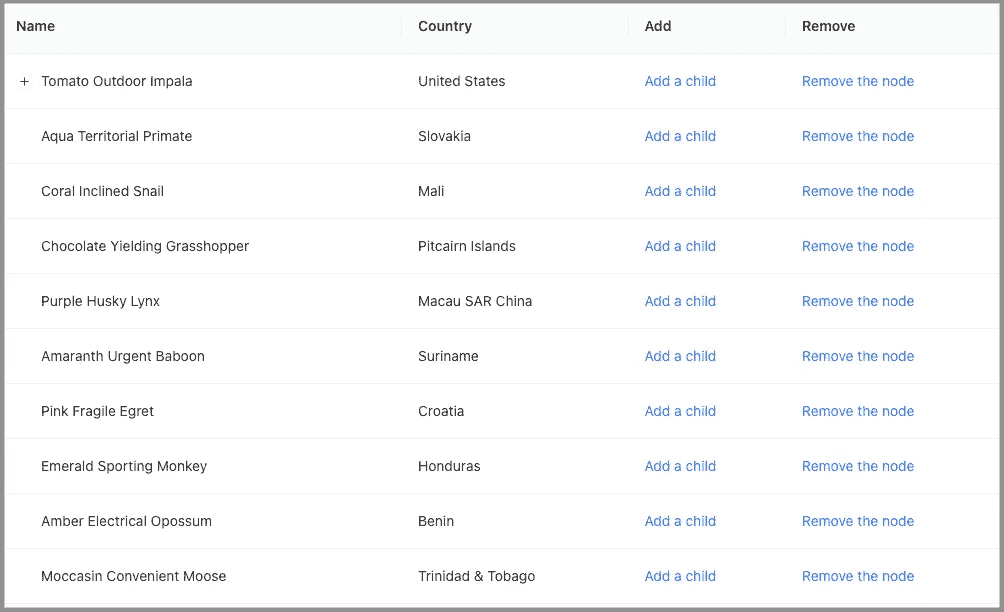 Name Country Add Remove
+ Tomato Outdoor Impala United States Add a child Remove the node
Aqua Territorial Primate Slovakia Add a child Remove the node
Coral Inclined Snail Mali Add a child Remove the node
Chocolate Yielding Grasshopper Pitcairn Islands Add a child Remove the node
Purple Husky Lynx Macau SAR China Add a child Remove the node
Amaranth Urgent Baboon Suriname Add a child Remove the node
Pink Fragile Egret Croatia Add a child Remove the node
Emerald Sporting Monkey Honduras Add a child Remove the node
Amber Electrical Opossum Benin Add a child Remove the node
Moccasin Convenient Moose Trinidad & Tobago Add a child Remove the node